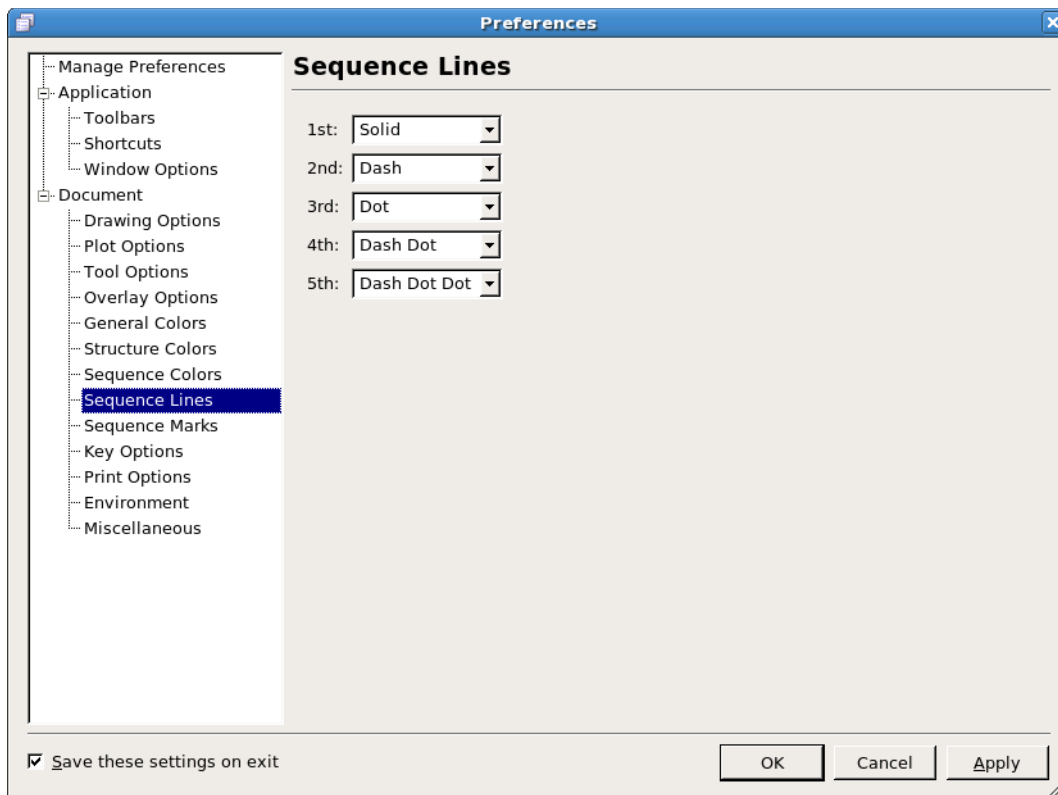 Preferences
Manage Preferences
Application
Toolbars
Shortcuts
Window Options
Document
Drawing Options
Plot Options
Tool Options
Overlay Options
General Colors
Structure Colors
Sequence Colors
Sequence Lines
Sequence Marks
Key Options
Print Options
Environment
Miscellaneous
Sequence Lines
1st: Solid
2nd: Dash
3rd: Dot
4th: Dash Dot
5th: Dash Dot Dot
Save these settings on exit
OK Cancel Apply